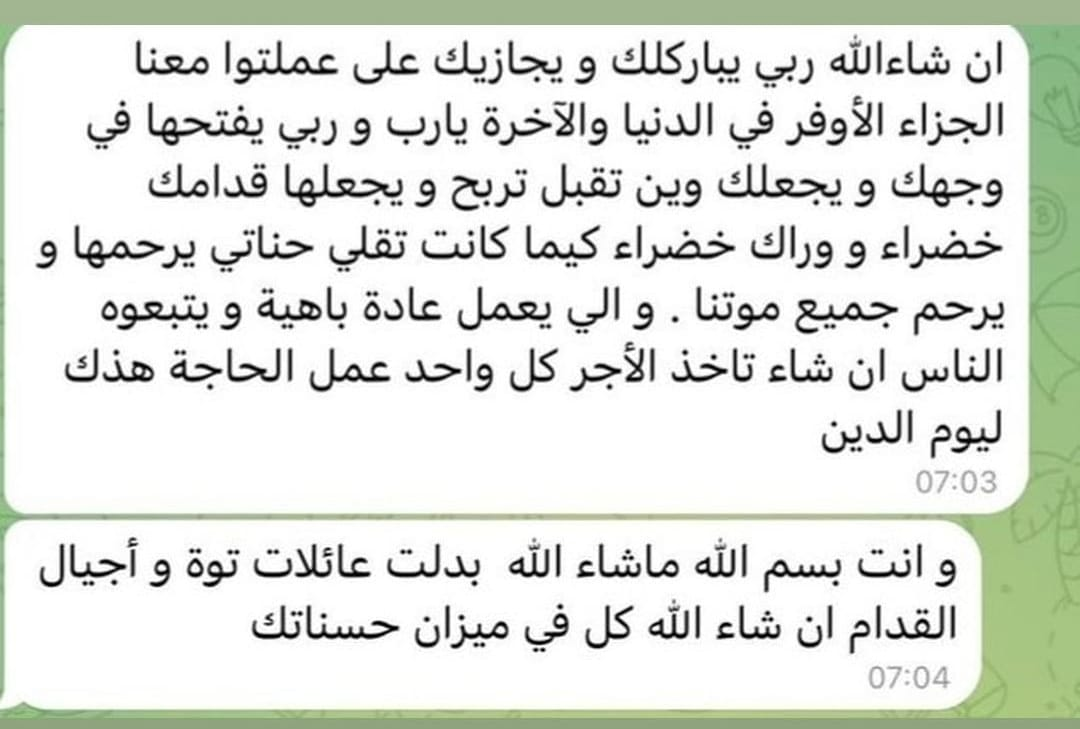 ان شاءالله ربي يباركلك و يجازيك على عملتوا معنا
الجزاء الأوفر في الدنيا والآخرة يارب و ربي يفتحها في
وجهك و يجعلك وين تقبل تربح و يجعلها قدامك
خضراء و وراك خضراء كيما كانت تقلي حناتي يرحمها و
يرحم جميع موتنا . و الي يعمل عادة باهية و يتبعوه
الناس ان شاء تاخذ الأجر كل واحد عمل الحاجة هذك
ليوم الدين
07:03
و انت بسم الله ماشاء الله بدلت عائلات توة و أجيال
القدام ان شاء الله كل في ميزان حسناتك
07:04